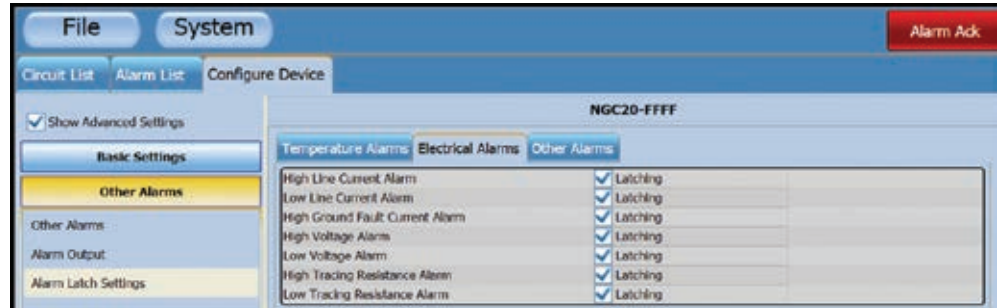 File System Alarm Ack
Circuit List Alarm List Configure Device
NGC20-FFFF
Show Advanced Settings
Basic Settings
Other Alarms
Other Alarms
Alarm Output
Alarm Latch Settings
Temperature Alarms Electrical Alarms Other Alarms
High Line Current Alarm Latching
Low Line Current Alarm Latching
High Ground Fault Current Alarm Latching
High Voltage Alarm Latching
Low Voltage Alarm Latching
High Tracing Resistance Alarm Latching
Low Tracing Resistance Alarm Latching